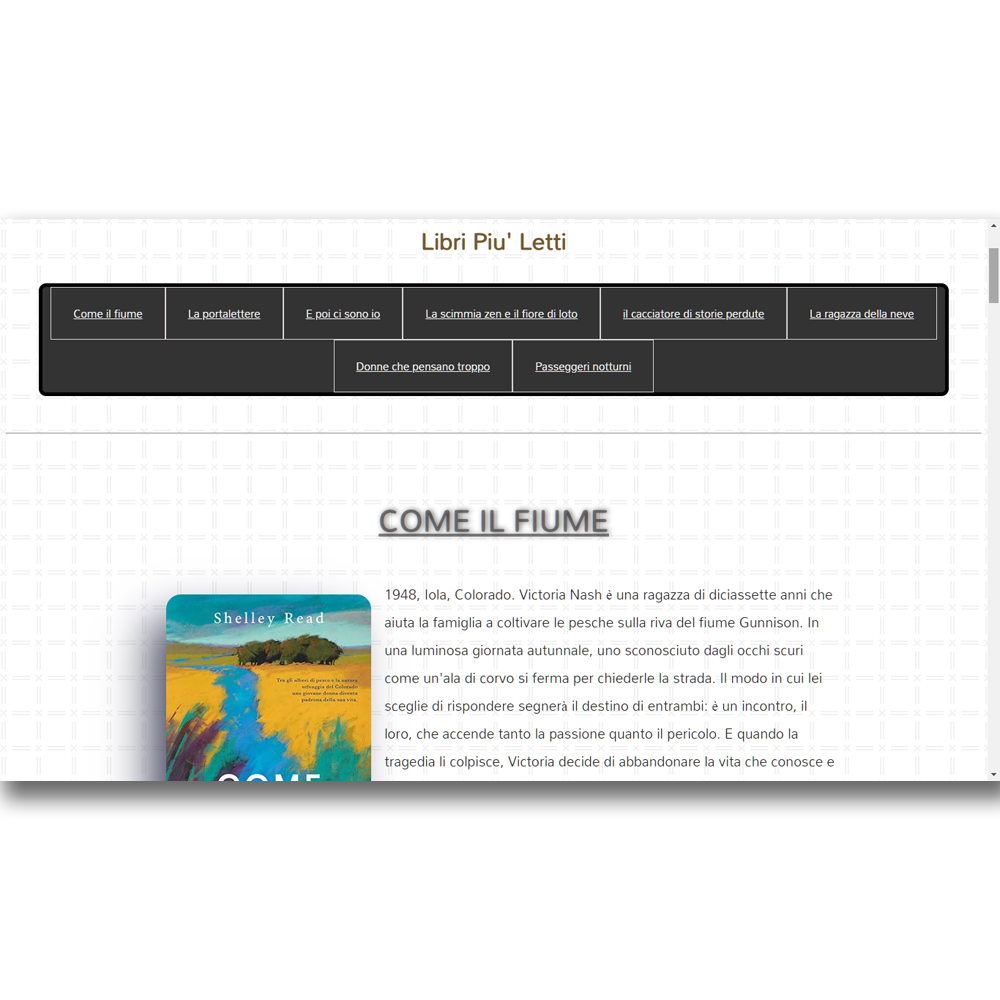 Libri Piu' Letti
Come il fiume
La portalettere
E poi ci sono io
La scimmia zen e il fiore di loto
il cacciatore di storie perdute
La ragazza della neve
Donne che pensano troppo
Passeggeri notturni
COME IL FIUME
Shelley Read
Tra gli alberi di pesco e la natura
selvaggia del Colorado
una giovane donna diventa
padrona della sua vita.
COME
1948, Iola, Colorado. Victoria Nash è una ragazza di diciassette anni che
aiuta la famiglia a coltivare le pesche sulla riva del fiume Gunnison. In
una luminosa giornata autunnale, uno sconosciuto dagli occhi scuri
come un'ala di corvo si ferma per chiederle la strada. Il modo in cui lei
sceglie di rispondere segnerà il destino di entrambi: è un incontro, il
loro, che accende tanto la passione quanto il pericolo. E quando la
tragedia li colpisce, Victoria decide di abbandonare la vita che conosce e